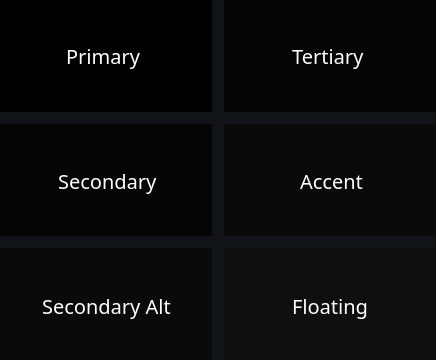 Primary
Tertiary
Secondary
Accent
Secondary Alt
Floating